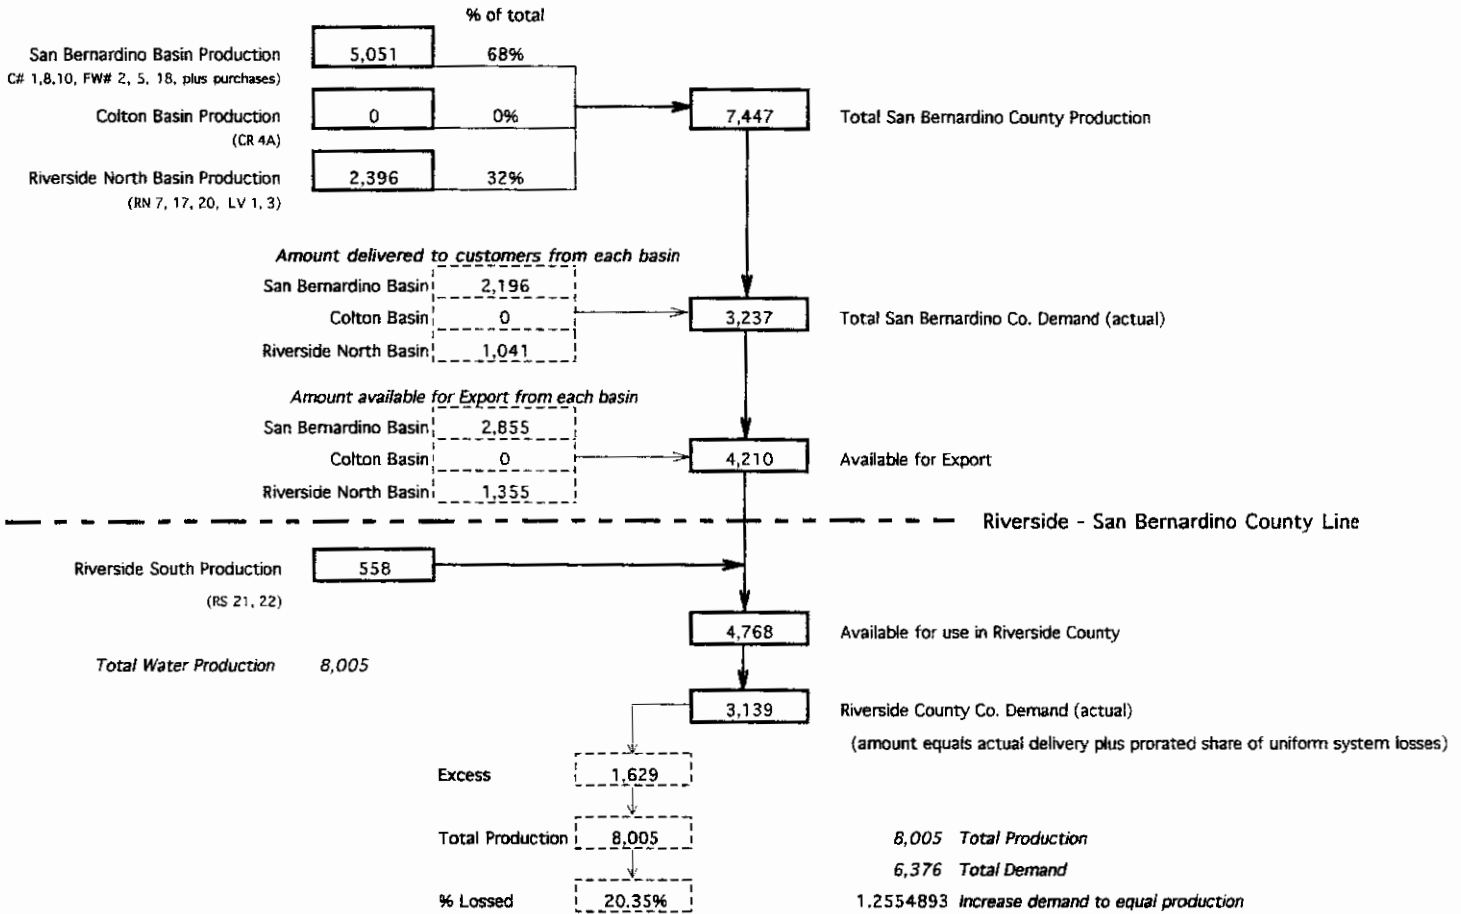 % of total
San Bernardino Basin Production 5,051 68%
C# 1,8,10, FW# 2, 5, 18, plus purchases)
Colton Basin Production 0 0% 7,447 Total San Bernardino County Production
(CR 4A)
Riverside North Basin Production 2,396 32%
(RN 7, 17, 20, LV 1, 3)
Amount delivered to customers from each basin
San Bernardino Basin 2,196
Colton Basin 0 3,237 Total San Bernardino Co. Demand (actual)
Riverside North Basin 1,041
Amount available for Export from each basin
San Bernardino Basin 2,855
Colton Basin 0 4,210 Available for Export
Riverside North Basin 1,355
Riverside - San Bernardino County Line
Riverside South Production 558
(RS 21, 22)
4,768 Available for use in Riverside County
Total Water Production 8,005
3,139 Riverside County Co. Demand (actual)
(amount equals actual delivery plus prorated share of uniform system losses)
Excess 1,629
Total Production 8,005 8,005 Total Production
6,376 Total Demand
% Lossed 20.35% 1.2554893 Increase demand to equal production